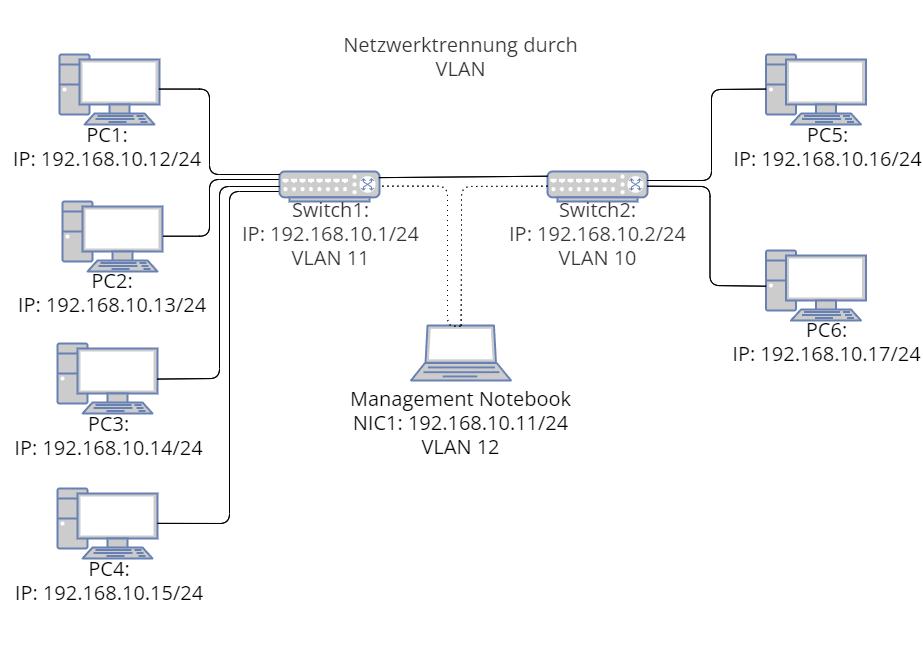 Netzwerktrennung durch
VLAN
PC1:
IP: 192.168.10.12/24
PC5:
IP: 192.168.10.16/24
Switch1:
IP: 192.168.10.1/24
VLAN 11
Switch2:
IP: 192.168.10.2/24
VLAN 10
PC2:
IP: 192.168.10.13/24
PC6:
IP: 192.168.10.17/24
Management Notebook
NIC1: 192.168.10.11/24
VLAN 12
PC3:
IP: 192.168.10.14/24
PC4:
IP: 192.168.10.15/24